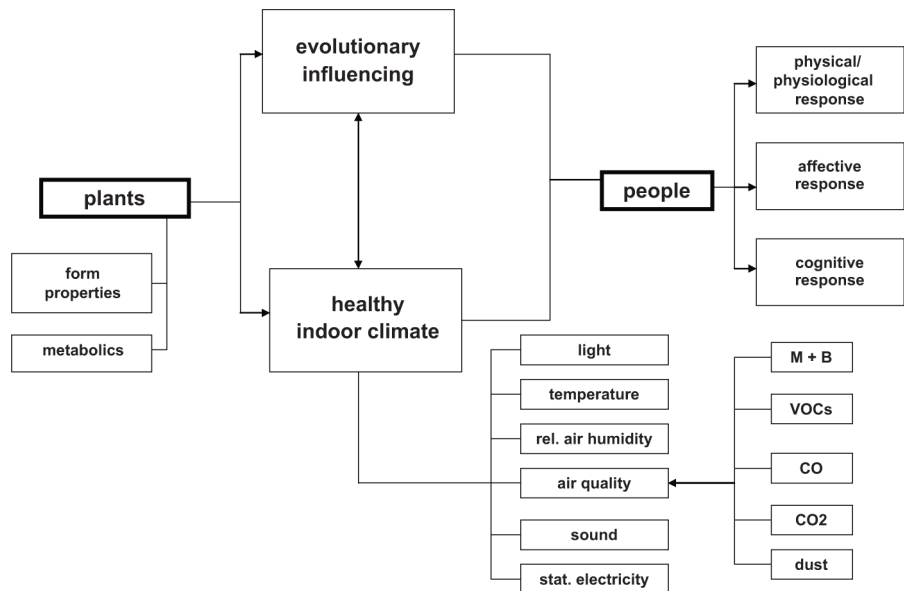 evolutionary
influencing
physical/
physiological
response
plants
people
affective
response
form
properties
healthy
indoor climate
cognitive
response
metabolics
light
M + B
temperature
VOCs
rel. air humidity
CO
air quality
CO2
sound
dust
stat. electricity